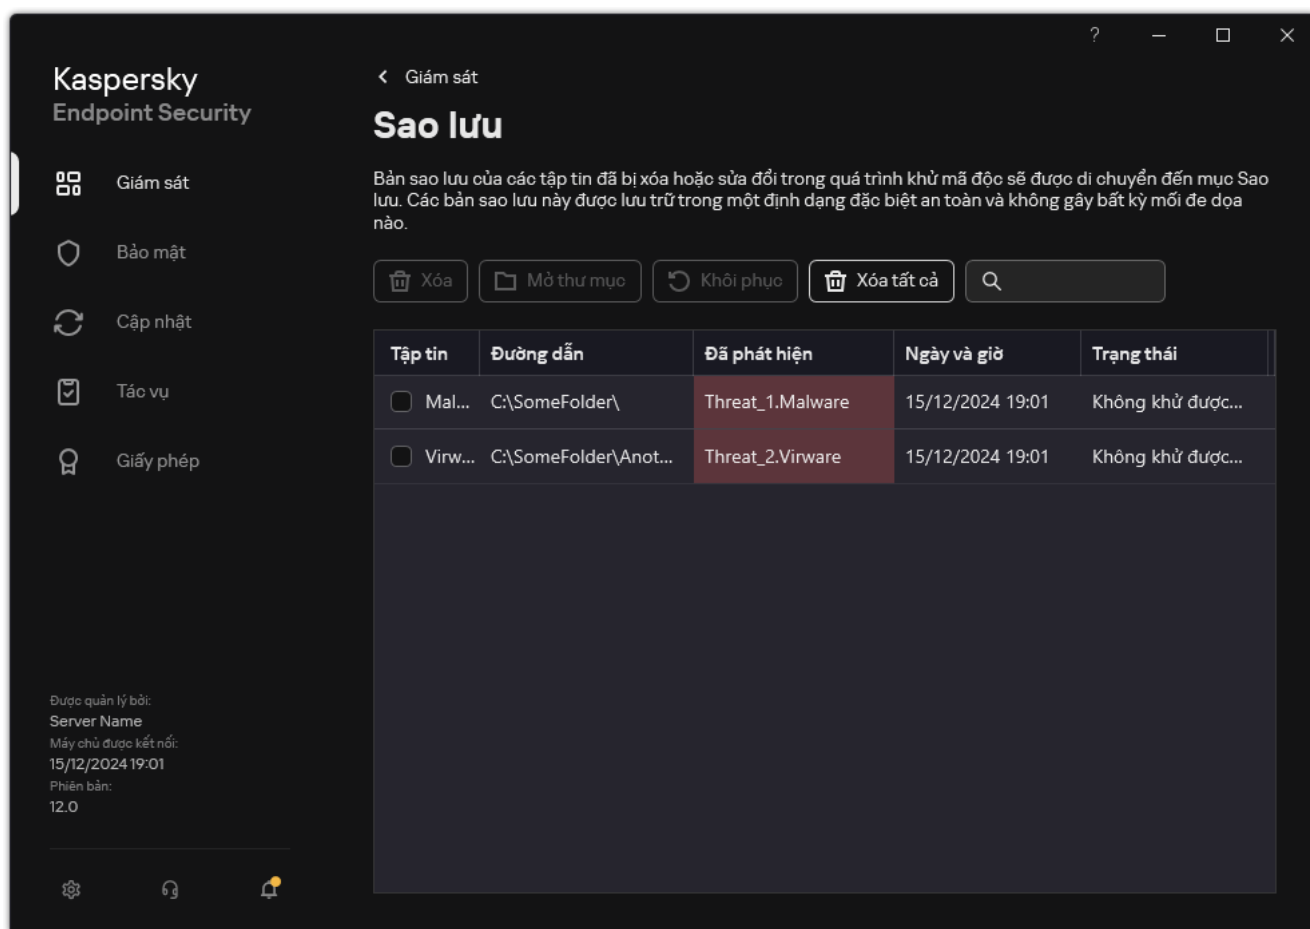 ?
Kaspersky
Endpoint Security
Giám sát
Bảo mật
Cập nhật
Tác vụ
Giấy phép
Được quản lý bởi:
Server Name
Máy chủ được kết nối:
15/12/2024 19:01
Phiên bản:
12.0
Giám sát
Sao lưu
Bản sao lưu của các tập tin đã bị xóa hoặc sửa đổi trong quá trình khử mã độc sẽ được di chuyển đến mục Sao
lưu. Các bản sao lưu này được lưu trữ trong một định dạng đặc biệt an toàn và không gây bất kỳ mối đe dọa
nào.
Xóa Mở thư mục Khôi phục Xóa tất cả
Tập tin Đường dẫn Đã phát hiện Ngày và giờ Trạng thái
Mal... C:\SomeFolder\ Threat_1.Malware 15/12/2024 19:01 Không khử được...
Virw... C:\SomeFolder\Anot... Threat_2.Virware 15/12/2024 19:01 Không khử được...